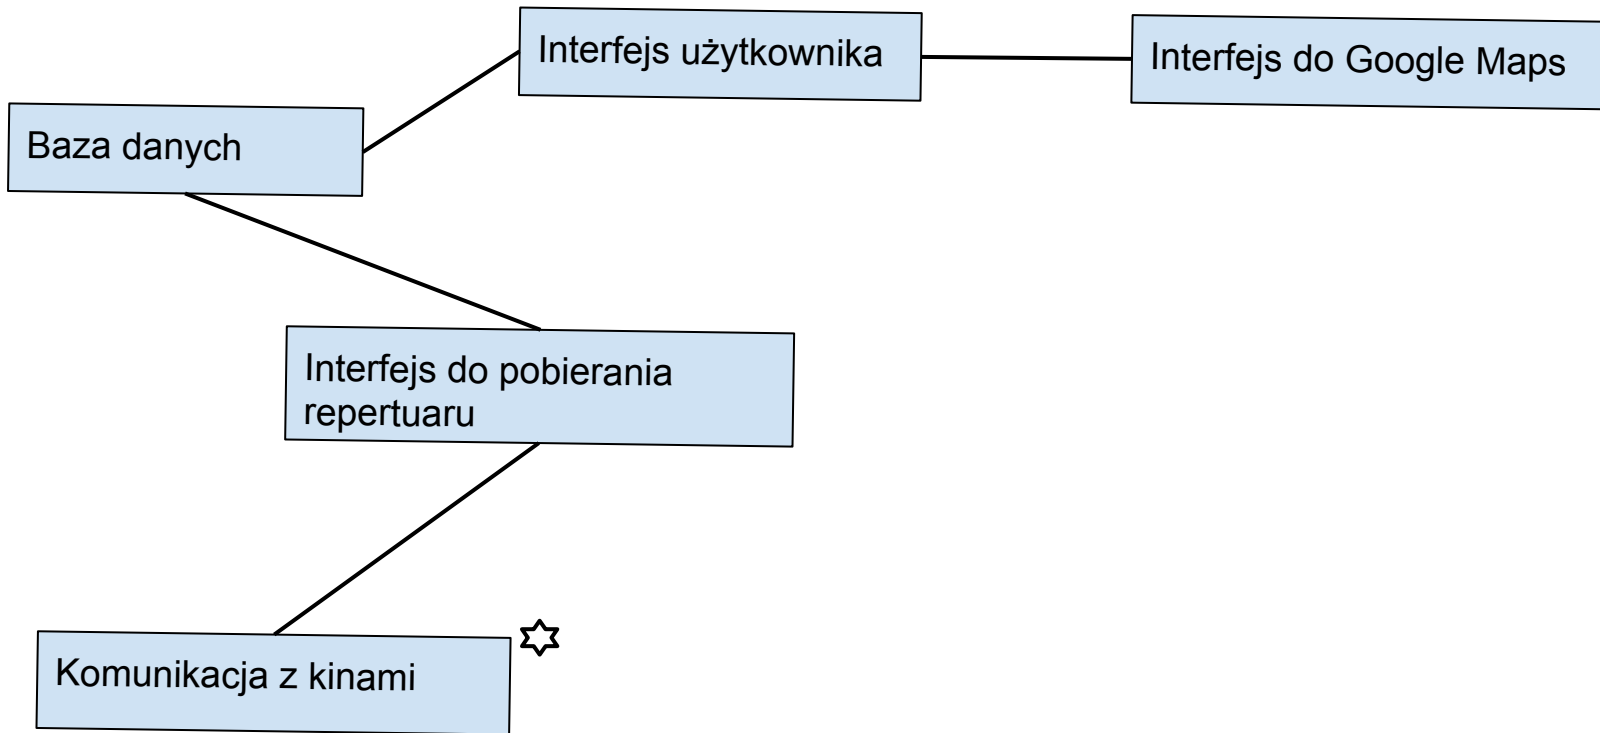 Interfejs użytkownika
Interfejs do Google Maps
Baza danych
Interfejs do pobierania
repertuaru
Komunikacja z kinami